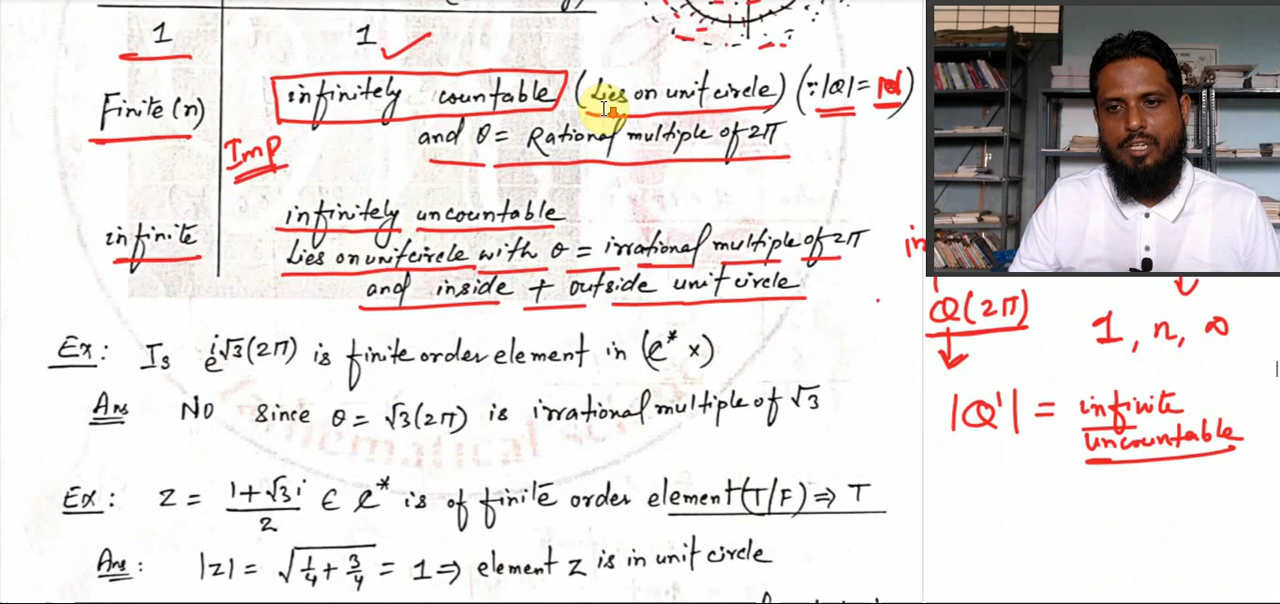 1 1 ✓
Finite (n) infinitely countable (Lies on unit circle) (∵ |Q| =
Imp and θ = Rational multiple of 2π
infinite infinitely uncountable
Lies on unit circle with θ = irrational multiple of 2π
and inside + outside unit circle
in
Q(2π) 1, n, ∞
|Q'| = infinite
uncountable
Ex: Is e^i√3(2π) is finite order element in (ℂ* ×)
Ans No since θ = √3(2π) is irrational multiple of √3
Ex: Z = (1+√3i)/2 ∈ ℂ* is of finite order element (T/F) ⇒ T
Ans: |z| = √(1/4 + 3/4) = 1 ⇒ element z is in unit circle